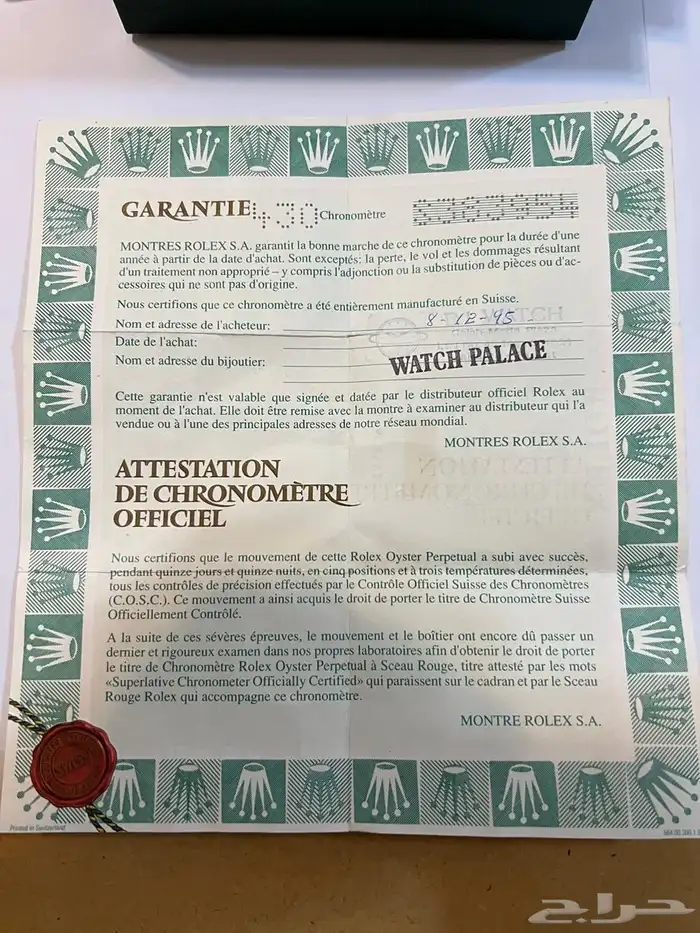 GARANTIE 430 Chronomètre
MONTRES ROLEX S.A. garantit la bonne marche de ce chronomètre pour la durée d'une
année à partir de la date d'achat. Sont exceptés: la perte, le vol et les dommages résultant
d'un traitement non approprié – y compris l'adjonction ou la substitution de pièces ou d'ac-
cessoires qui ne sont pas d'origine.
Nous certifions que ce chronomètre a été entièrement manufacturé en Suisse.
Nom et adresse de l'acheteur:
8-12-95
Date de l'achat:
Nom et adresse du bijoutier:
WATCH PALACE
Cette garantie n'est valable que signée et datée par le distributeur officiel Rolex au
moment de l'achat. Elle doit être remise avec la montre à examiner au distributeur qui l'a
vendue ou à l'une des principales adresses de notre réseau mondial.
MONTRES ROLEX S.A.
ATTESTATION
DE CHRONOMÈTRE
OFFICIEL
Nous certifions que le mouvement de cette Rolex Oyster Perpetual a subi avec succès,
pendant quinze jours et quinze nuits, en cinq positions et à trois températures déterminées,
tous les contrôles de précision effectués par le Contrôle Officiel Suisse des Chronomètres
(C.O.S.C.). Ce mouvement a ainsi acquis le droit de porter le titre de Chronomètre Suisse
Officiellement Contrôlé.
A la suite de ces sévères épreuves, le mouvement et le boîtier ont encore dû passer un
dernier et rigoureux examen dans nos propres laboratoires afin d'obtenir le droit de porter
le titre de Chronomètre Rolex Oyster Perpetual à Sceau Rouge, titre attesté par les mots
«Superlative Chronometer Officially Certified» qui paraissent sur le cadran et par le Sceau
Rouge Rolex qui accompagne ce chronomètre.
MONTRE ROLEX S.A.
Printed in Switzerland
حراج